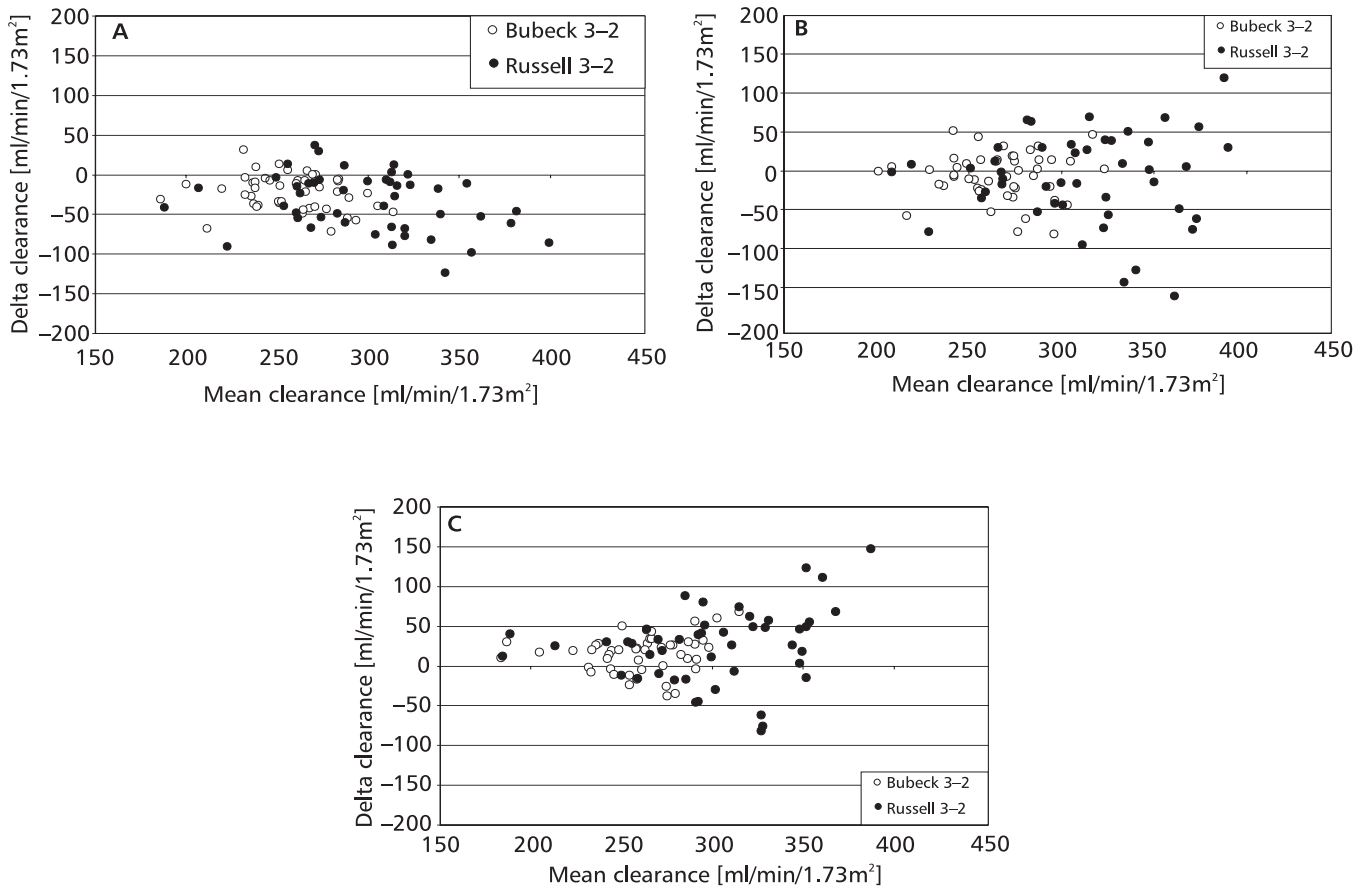 A
○ Bubeck 3–2
● Russell 3–2
Delta clearance [ml/min/1.73m²]
200
150
100
50
0
−50
−100
−150
−200
150 200 250 300 350 400 450
Mean clearance [ml/min/1.73m²]
B
○ Bubeck 3–2
● Russell 3–2
Delta clearance [ml/min/1.73m²]
200
150
100
50
0
−50
−100
−150
−200
150 200 250 300 350 400 450
Mean clearance [ml/min/1.73m²]
C
Delta clearance [ml/min/1.73m²]
200
150
100
50
0
−50
−100
−150
−200
○ Bubeck 3–2
● Russell 3–2
150 200 250 300 350 400 450
Mean clearance [ml/min/1.73m²]